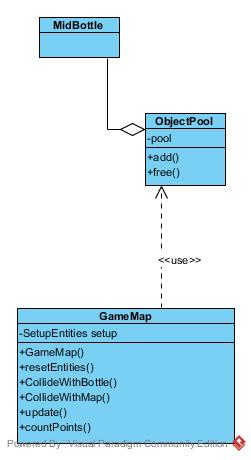 MidBottle
ObjectPool
-pool
+add()
+free()
<<use>>
GameMap
-SetupEntities setup
+GameMap()
+resetEntities()
+CollideWithBottle()
+CollideWithMap()
+update()
+countPoints()
Powered By Visual Paradigm Community Edition